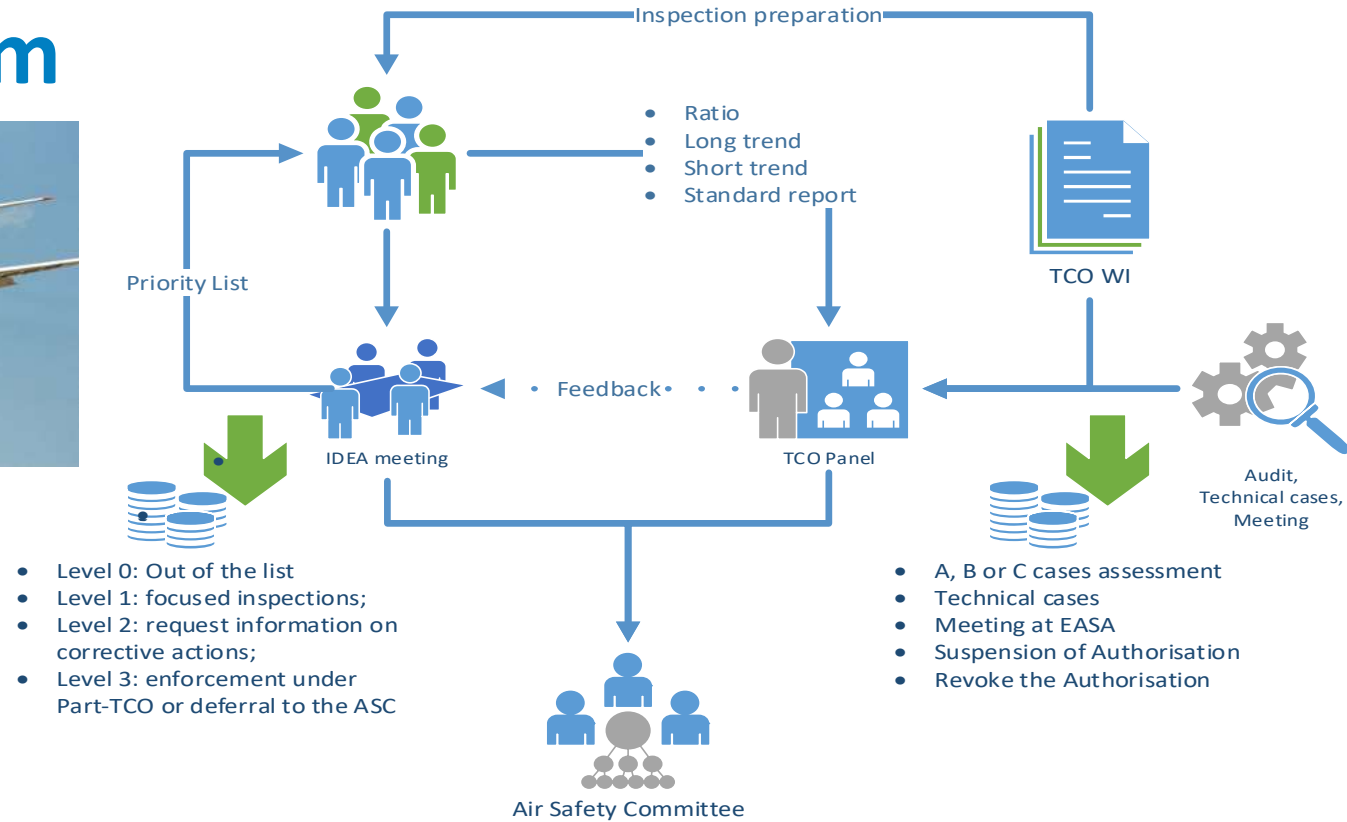 m
Inspection preparation
• Ratio
• Long trend
• Short trend
• Standard report
TCO WI
Priority List
Feedback
IDEA meeting
TCO Panel
Audit,
Technical cases,
Meeting
• Level 0: Out of the list
• Level 1: focused inspections;
• Level 2: request information on
corrective actions;
• Level 3: enforcement under
Part-TCO or deferral to the ASC
• A, B or C cases assessment
• Technical cases
• Meeting at EASA
• Suspension of Authorisation
• Revoke the Authorisation
Air Safety Committee